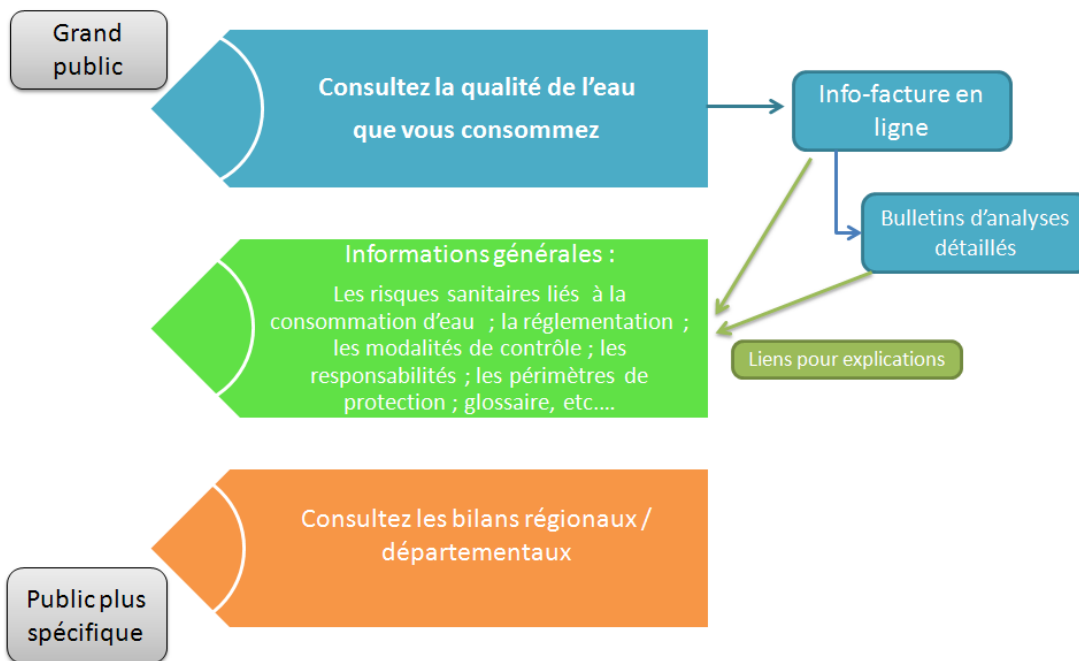 Grand
public
Consultez la qualité de l'eau
que vous consommez
Info-facture en
ligne
Bulletins d'analyses
détaillés
Informations générales :
Les risques sanitaires liés à la
consommation d'eau ; la réglementation ;
les modalités de contrôle ; les
responsabilités ; les périmètres de
protection ; glossaire, etc....
Liens pour explications
Consultez les bilans régionaux /
départementaux
Public plus
spécifique